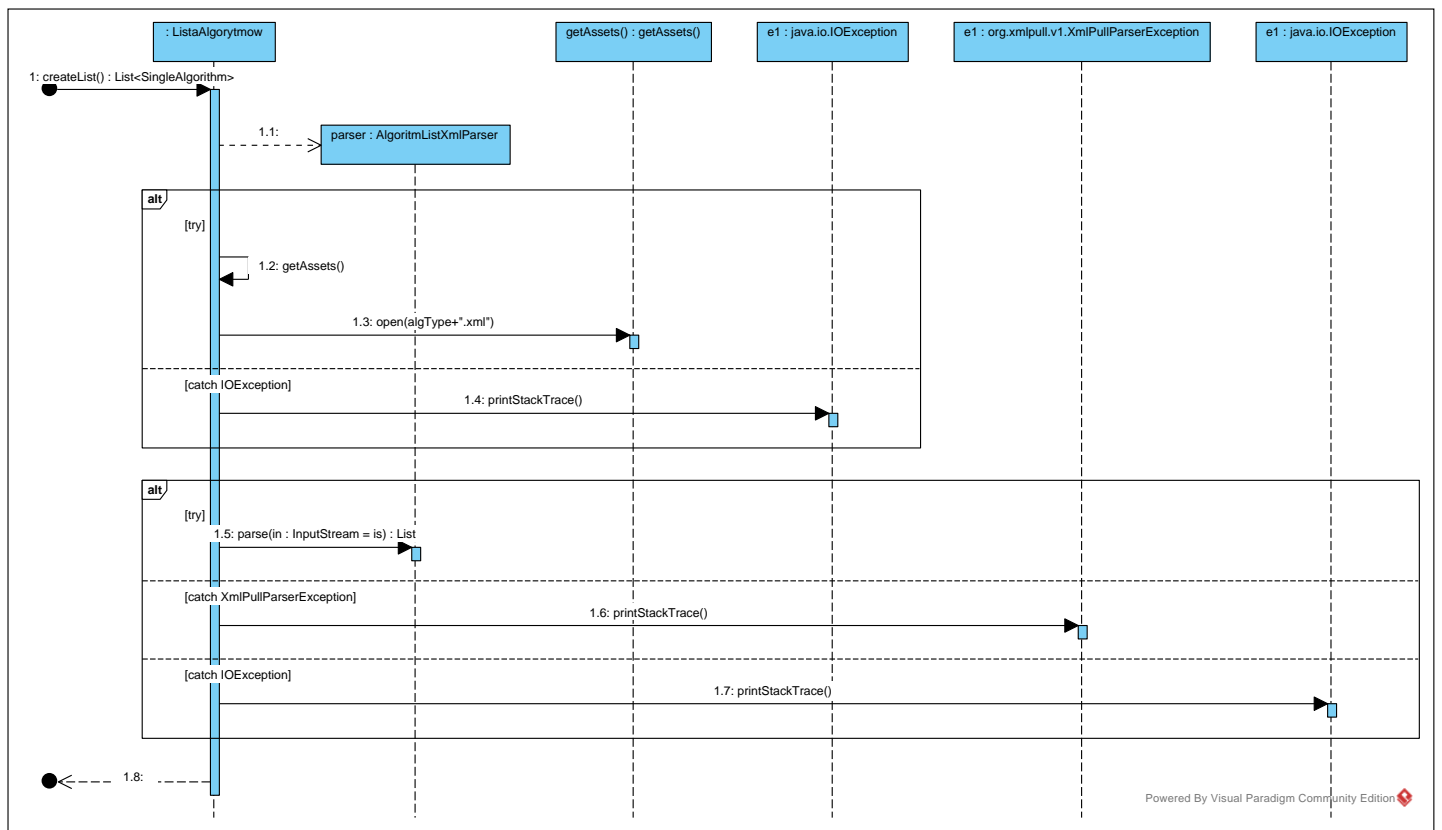 : ListaAlgorytmow
getAssets() : getAssets()
e1 : java.io.IOException
e1 : org.xmlpull.v1.XmlPullParserException
e1 : java.io.IOException
1: createList() : List<SingleAlgorithm>
1.1:
parser : AlgoritmListXmlParser
alt
[try]
1.2: getAssets()
1.3: open(algType+".xml")
[catch IOException]
1.4: printStackTrace()
alt
[try]
1.5: parse(in : InputStream = is) : List
[catch XmlPullParserException]
1.6: printStackTrace()
[catch IOException]
1.7: printStackTrace()
1.8:
Powered By Visual Paradigm Community Edition